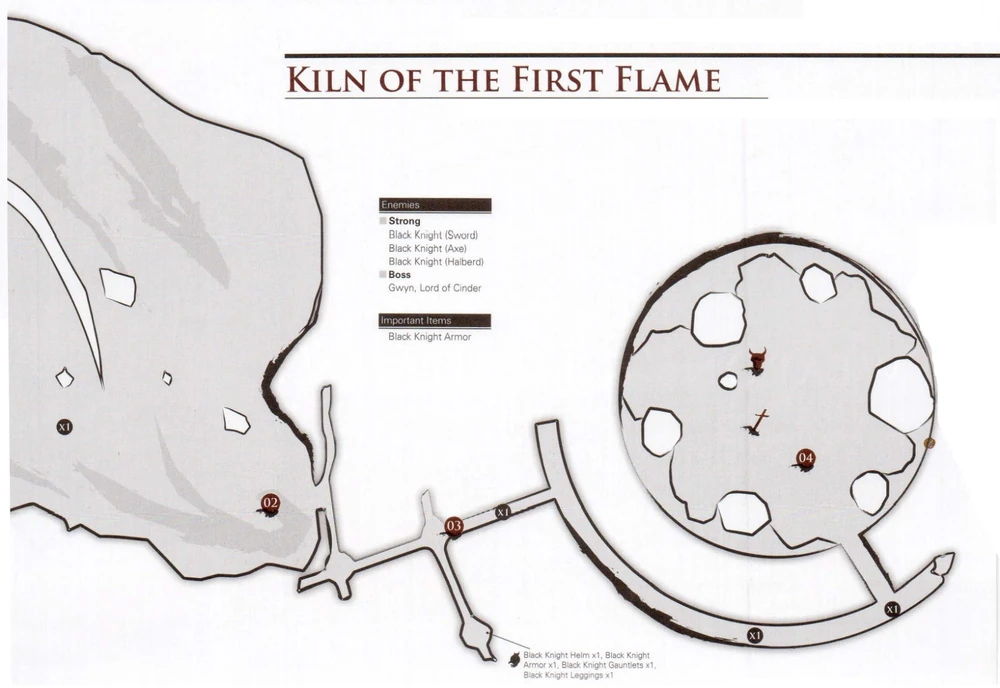 KILN OF THE FIRST FLAME
Enemies
Strong
Black Knight (Sword)
Black Knight (Axe)
Black Knight (Halberd)
Boss
Gwyn, Lord of Cinder
Important Items
Black Knight Armor
x1
02
03
x1
04
x1
x1
Black Knight Helm x1, Black Knight
Armor x1, Black Knight Gauntlets x1,
Black Knight Leggings x1